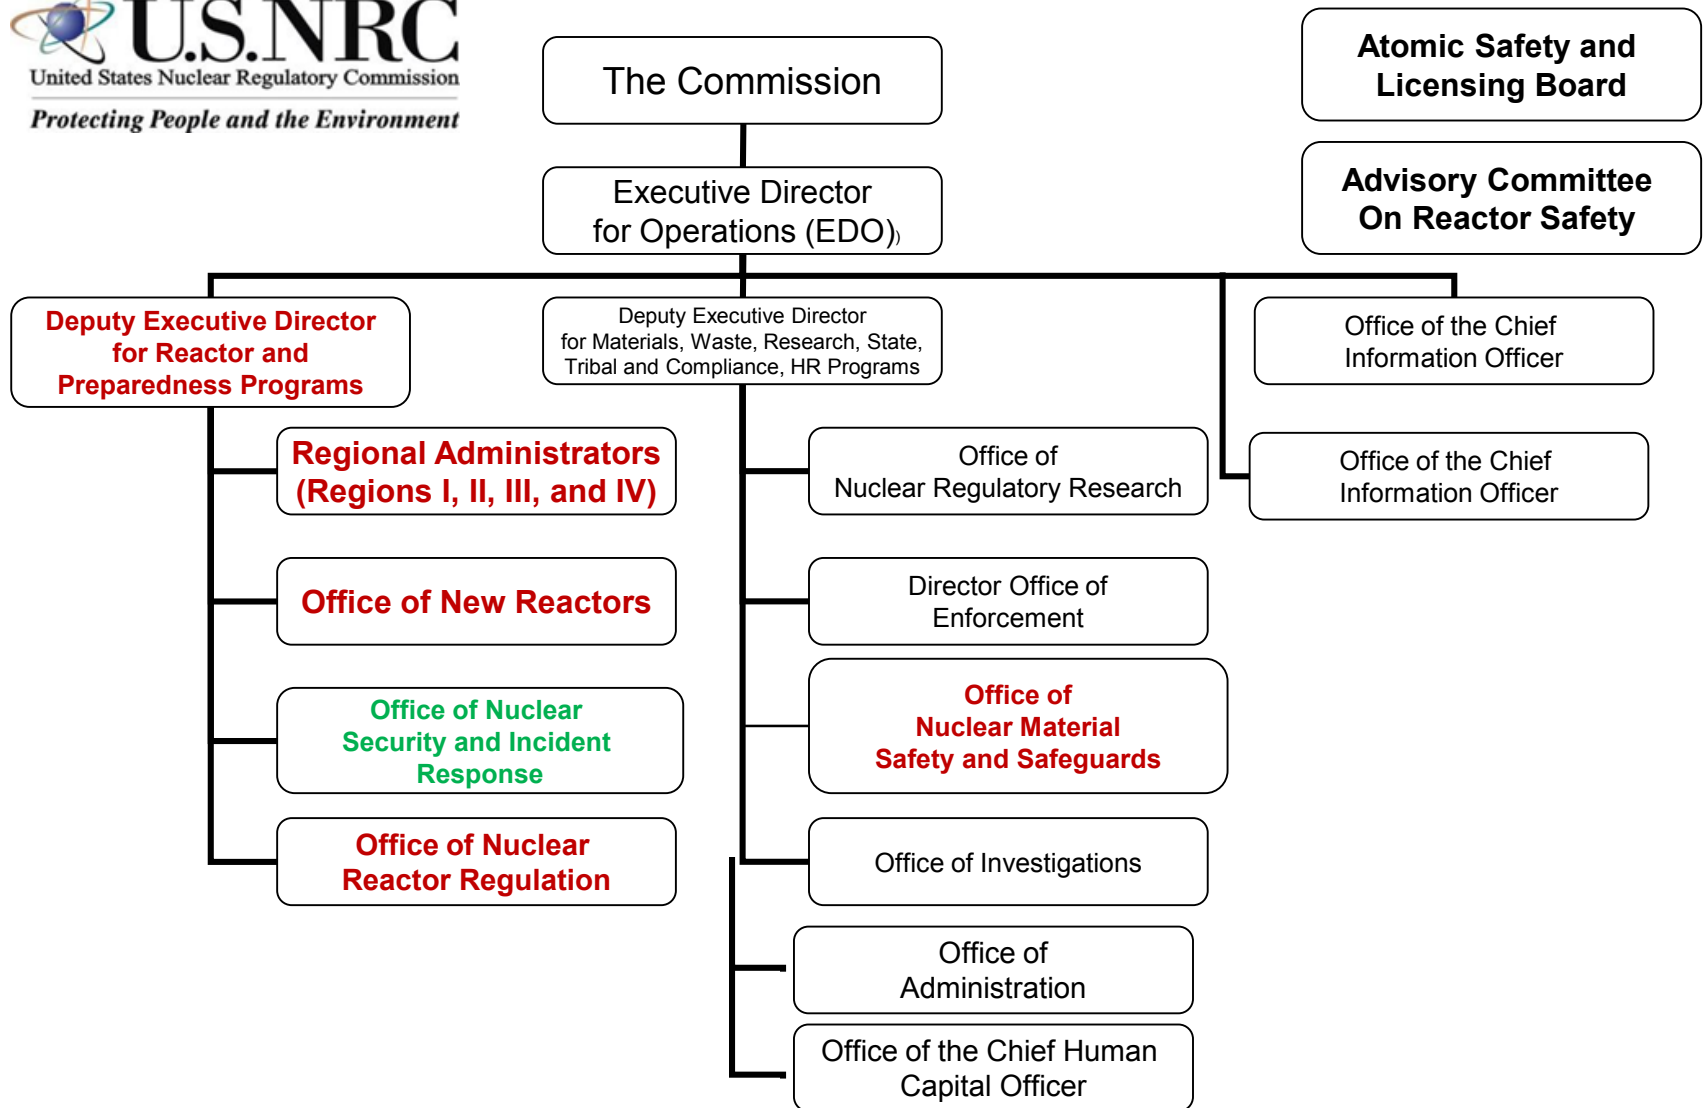 U.S.NRC
United States Nuclear Regulatory Commission
Protecting People and the Environment
The Commission
Atomic Safety and
Licensing Board
Executive Director
for Operations (EDO))
Advisory Committee
On Reactor Safety
Deputy Executive Director
for Reactor and
Preparedness Programs
Deputy Executive Director
for Materials, Waste, Research, State,
Tribal and Compliance, HR Programs
Office of the Chief
Information Officer
Regional Administrators
(Regions I, II, III, and IV)
Office of
Nuclear Regulatory Research
Office of the Chief
Information Officer
Office of New Reactors
Director Office of
Enforcement
Office of Nuclear
Security and Incident
Response
Office of
Nuclear Material
Safety and Safeguards
Office of Nuclear
Reactor Regulation
Office of Investigations
Office of
Administration
Office of the Chief Human
Capital Officer